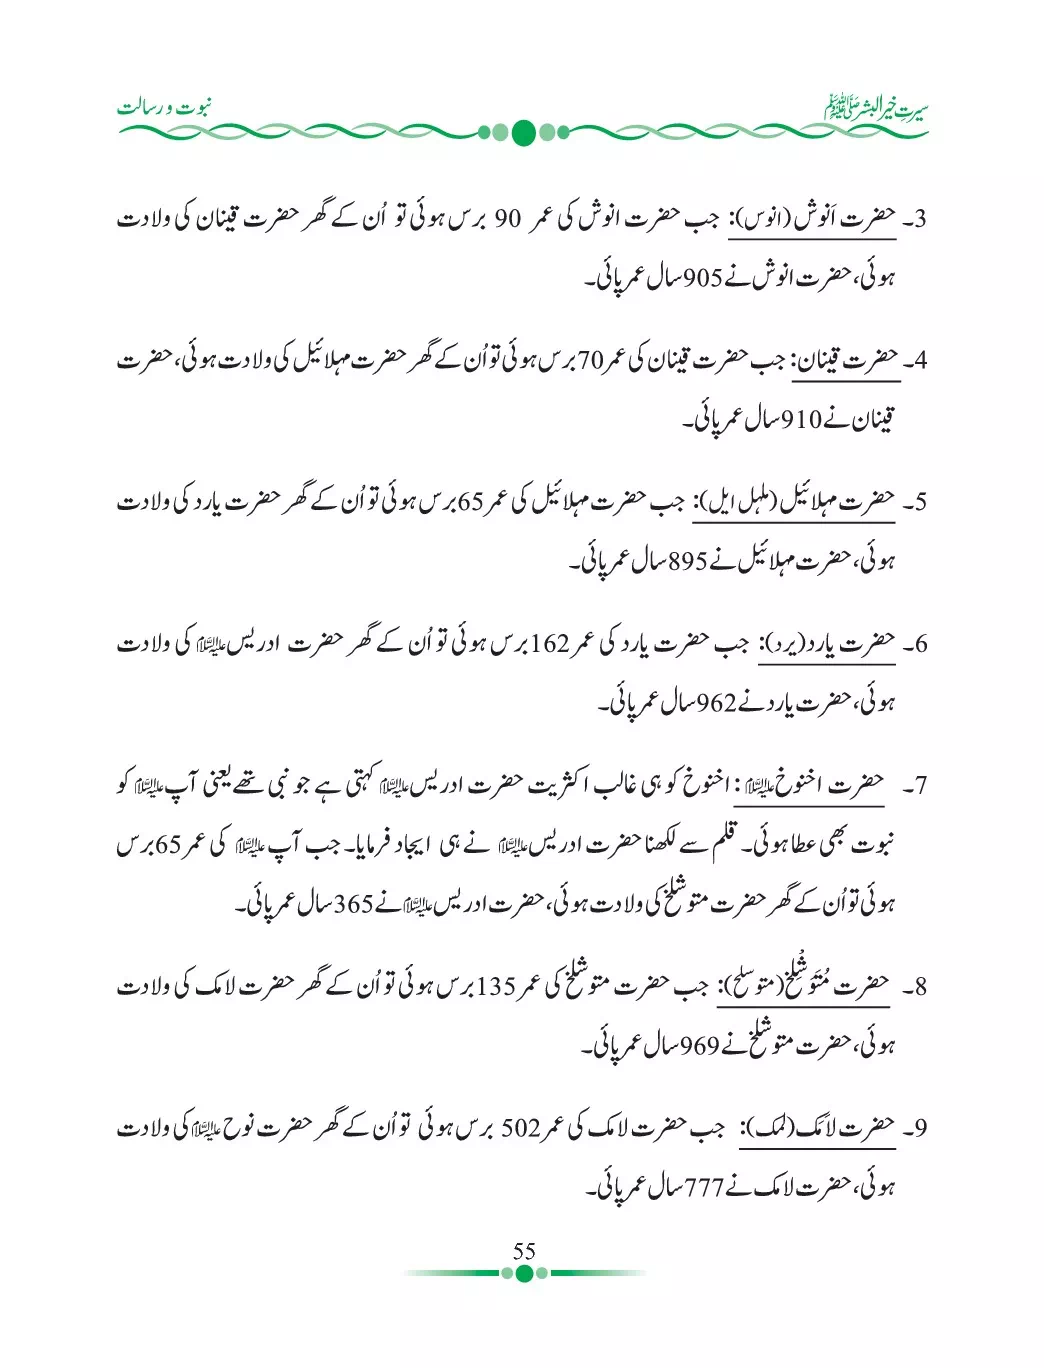 سیرتِ خیر البشر ﷺ
نبوت و رسالت
3۔ حضرت اَنوش (انوس): جب حضرت انوش کی عمر 90 برس ہوئی تو اُن کے گھر حضرت قینان کی ولادت
ہوئی، حضرت انوش نے 905 سال عمر پائی۔
4۔ حضرت قینان: جب حضرت قینان کی عمر 70 برس ہوئی تو اُن کے گھر حضرت مہلائیل کی ولادت ہوئی، حضرت
قینان نے 910 سال عمر پائی۔
5۔ حضرت مہلائیل (ملہل ایل): جب حضرت مہلائیل کی عمر 65 برس ہوئی تو اُن کے گھر حضرت یارد کی ولادت
ہوئی، حضرت مہلائیل نے 895 سال عمر پائی۔
6۔ حضرت یارد (یرد): جب حضرت یارد کی عمر 162 برس ہوئی تو اُن کے گھر حضرت ادریس علیہ السلام کی ولادت
ہوئی، حضرت یارد نے 962 سال عمر پائی۔
7۔ حضرت اخنوخ علیہ السلام: اخنوخ کو ہی غالب اکثریت حضرت ادریس علیہ السلام کہتی ہے جو نبی تھے یعنی آپ علیہ السلام کو
نبوت بھی عطا ہوئی۔ قلم سے لکھنا حضرت ادریس علیہ السلام نے ہی ایجاد فرمایا۔ جب آپ علیہ السلام کی عمر 65 برس
ہوئی تو اُن کے گھر حضرت متوشلخ کی ولادت ہوئی، حضرت ادریس علیہ السلام نے 365 سال عمر پائی۔
8۔ حضرت مُتَوَشْلِخ (متوسلح): جب حضرت متوشلخ کی عمر 135 برس ہوئی تو اُن کے گھر حضرت لامک کی ولادت
ہوئی، حضرت متوشلخ نے 969 سال عمر پائی۔
9۔ حضرت لاَمَک (لمک): جب حضرت لامک کی عمر 502 برس ہوئی تو اُن کے گھر حضرت نوح علیہ السلام کی ولادت
ہوئی، حضرت لامک نے 777 سال عمر پائی۔
55